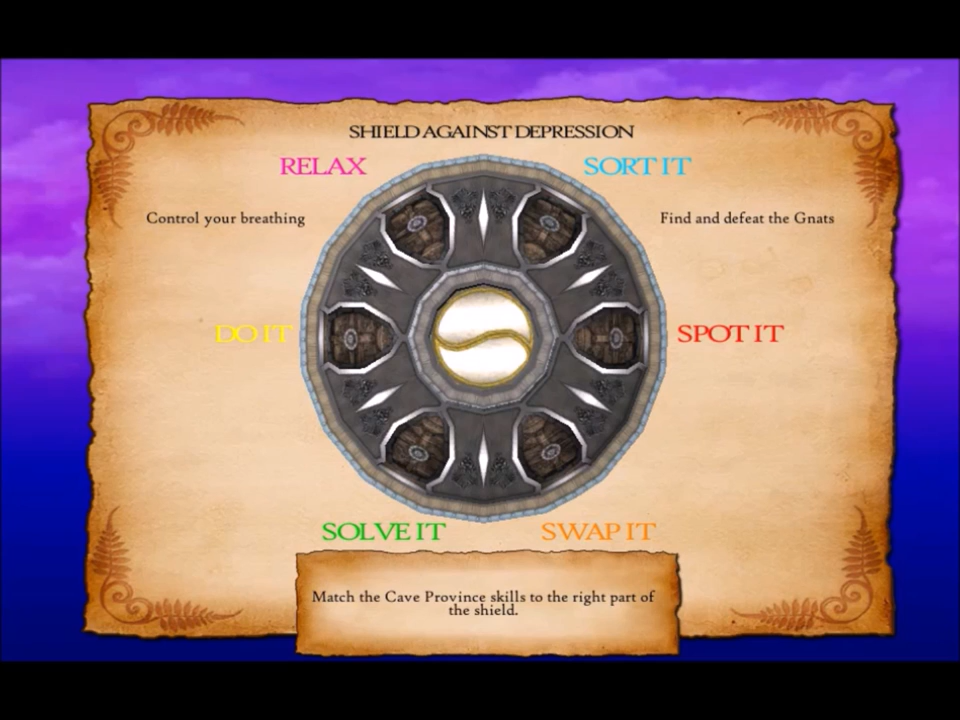 SHIELD AGAINST DEPRESSION
RELAX
SORT IT
Control your breathing
Find and defeat the Gnats
DO IT
SPOT IT
SOLVE IT
SWAP IT
Match the Cave Province skills to the right part of
the shield.